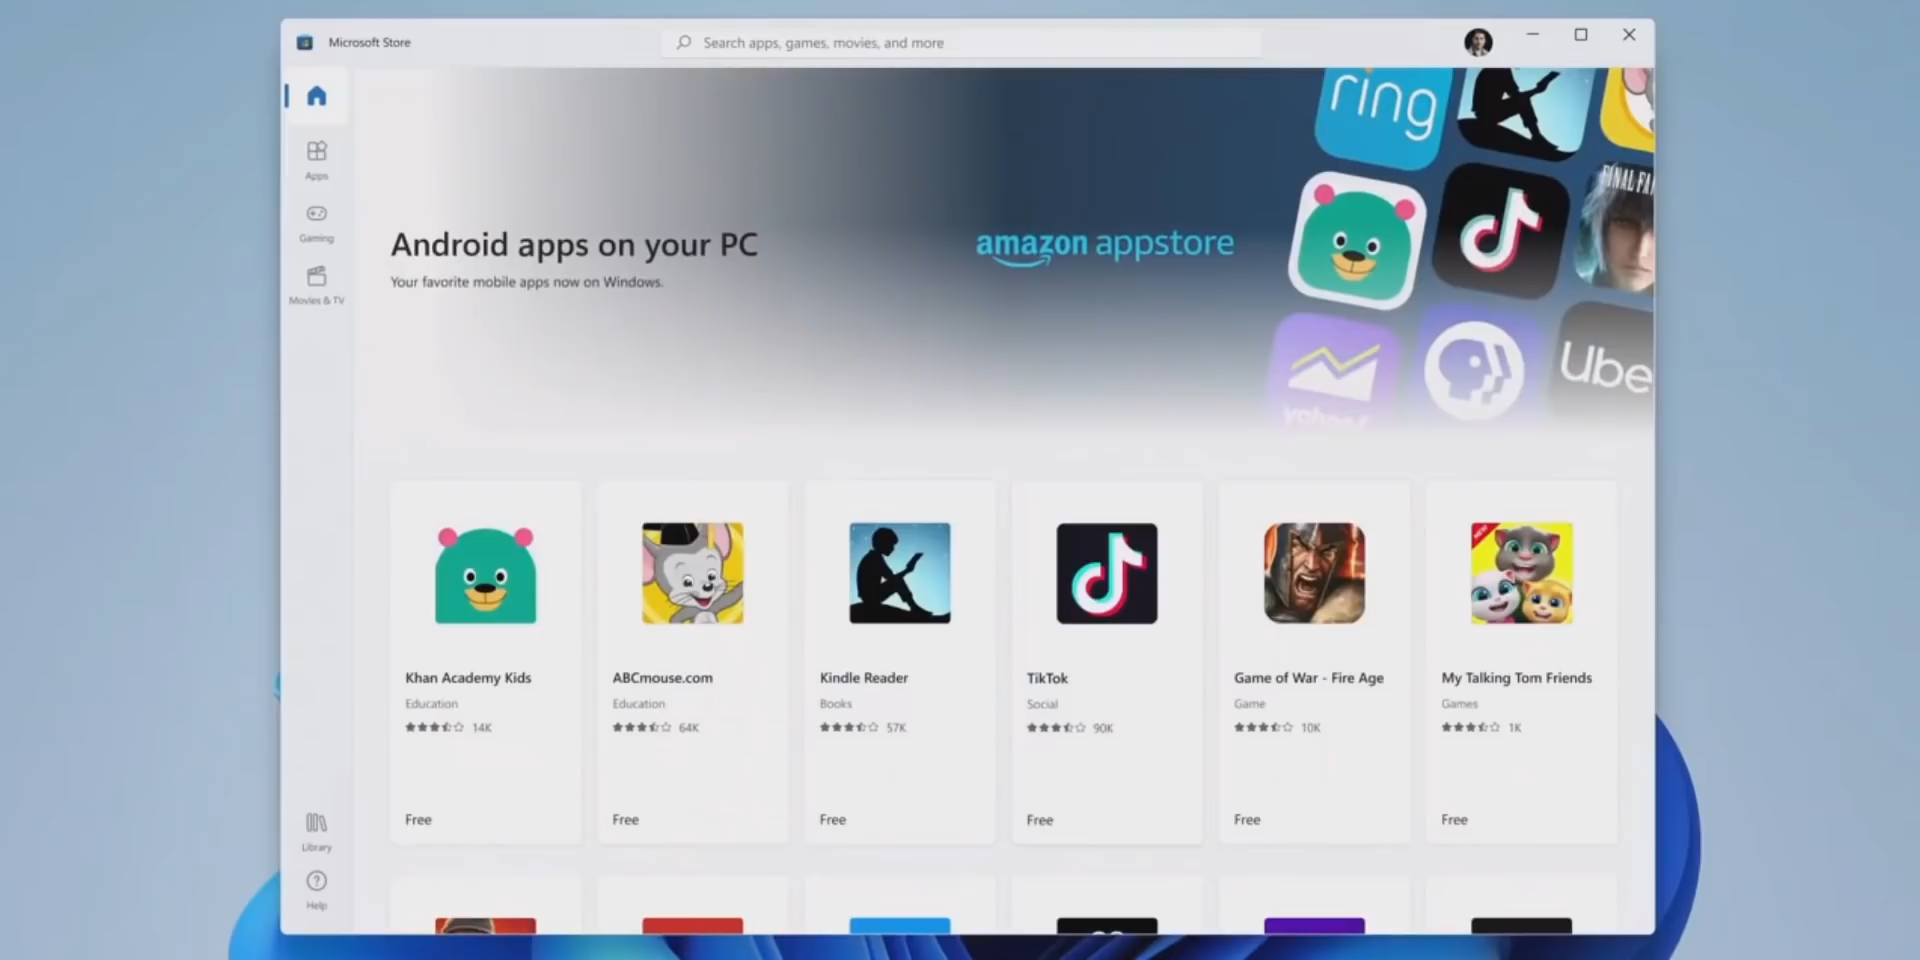 Microsoft Store
Search apps, games, movies, and more
Apps
Gaming
Movies & TV
Library
Help
Android apps on your PC
Your favorite mobile apps now on Windows.
amazon appstore
ring
FINAL FA
Ube
Khan Academy Kids
Education
14K
Free
ABCmouse.com
Education
64K
Free
Kindle Reader
Books
57K
Free
TikTok
Social
90K
Free
Game of War - Fire Age
Game
10K
Free
NEW
My Talking Tom Friends
Games
1K
Free